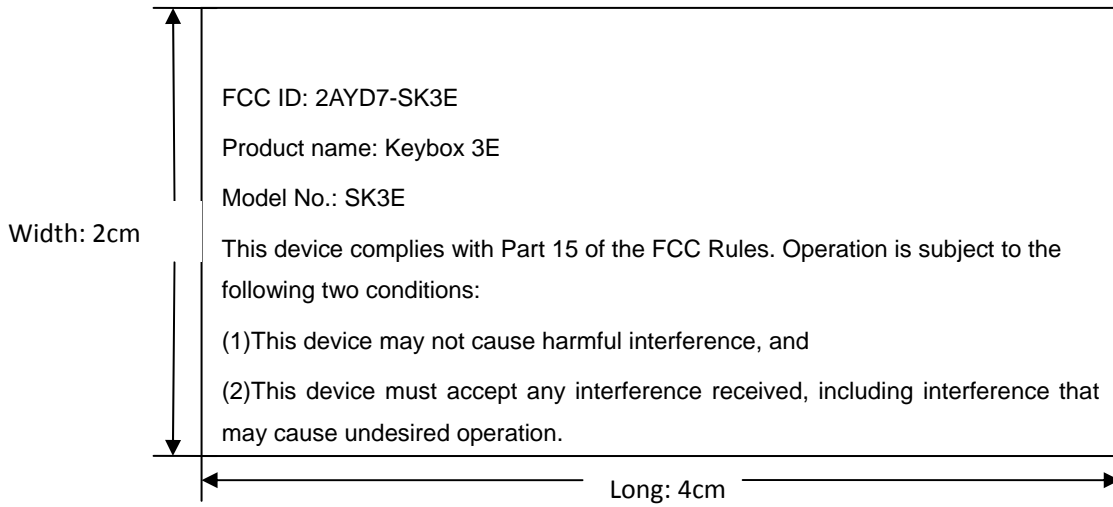 FCC ID: 2AYD7-SK3E
Product name: Keybox 3E
Model No.: SK3E
Width: 2cm
This device complies with Part 15 of the FCC Rules. Operation is subject to the
following two conditions:
(1)This device may not cause harmful interference, and
(2)This device must accept any interference received, including interference that
may cause undesired operation.
Long: 4cm